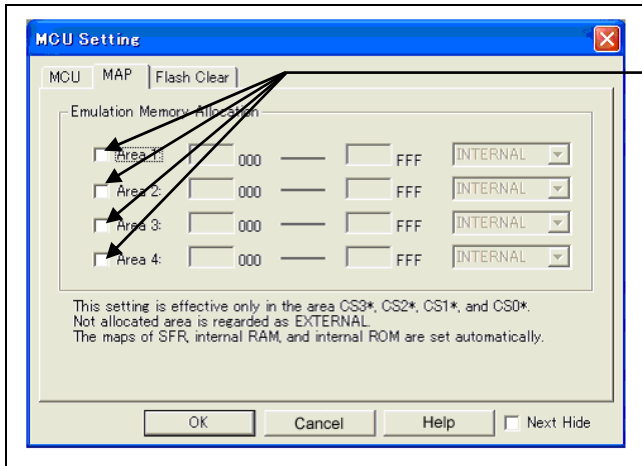 MCU Setting
MCU MAP Flash Clear
Emulation Memory Allocation
Area 1: 000 FFF INTERNAL
Area 2: 000 FFF INTERNAL
Area 3: 000 FFF INTERNAL
Area 4: 000 FFF INTERNAL
This setting is effective only in the area CS3*, CS2*, CS1*, and CS0*.
Not allocated area is regarded as EXTERNAL.
The maps of SFR, internal RAM, and internal ROM are set automatically.
OK Cancel Help Next Hide